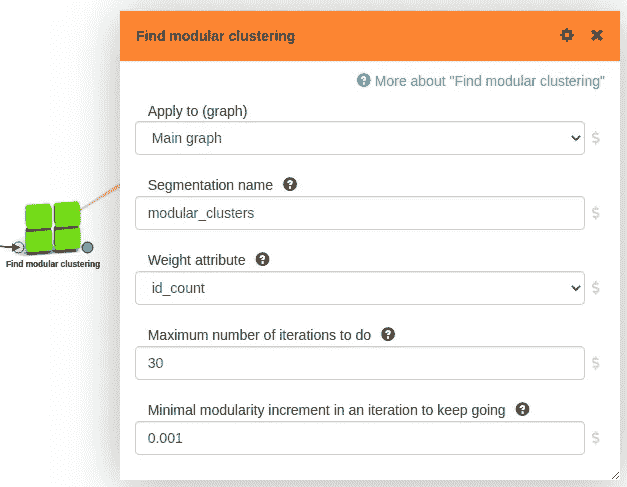 Find modular clustering
More about "Find modular clustering"
Apply to (graph)
Main graph
$
Segmentation name
modular_clusters
$
Weight attribute
id_count
$
Maximum number of iterations to do
30
$
Minimal modularity increment in an iteration to keep going
0.001
$
Find modular clustering